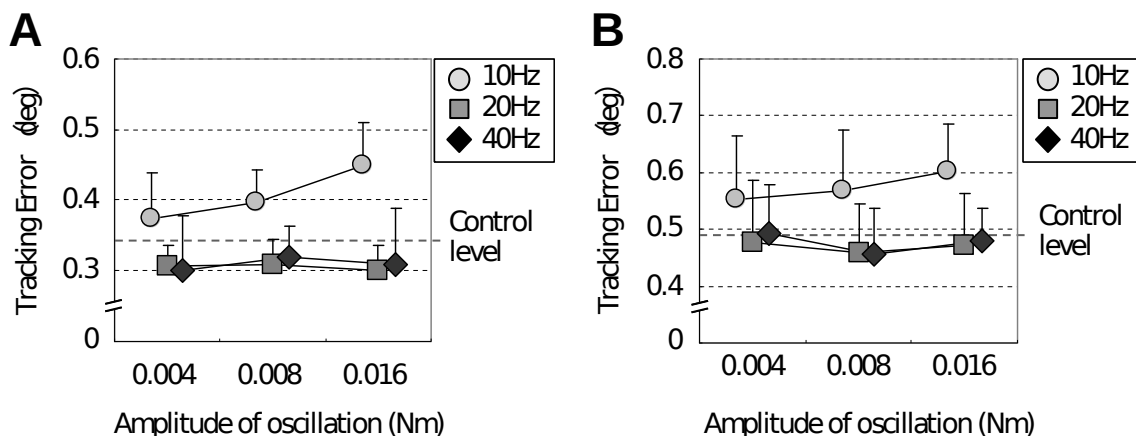 A
Tracking Error (deg)
0.6
0.5
0.4
0.3
0
0.004 0.008 0.016
Amplitude of oscillation (Nm)
10Hz
20Hz
40Hz
Control
level
B
Tracking Error (deg)
0.8
0.7
0.6
0.5
0.4
0
0.004 0.008 0.016
Amplitude of oscillation (Nm)
10Hz
20Hz
40Hz
Control
level